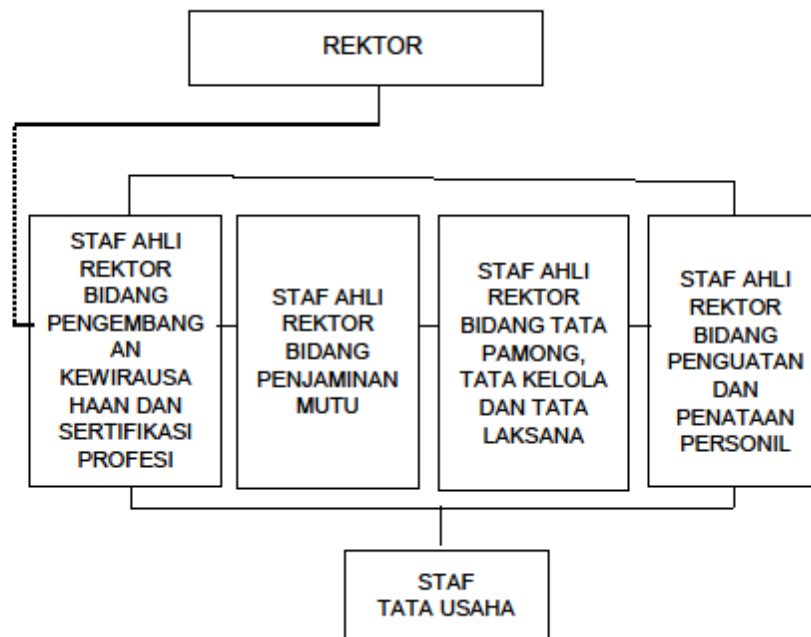 REKTOR
STAF AHLI
REKTOR
BIDANG
PENGEMBANG
AN
KEWIRAUSA
HAAN DAN
SERTIFIKASI
PROFESI
STAF AHLI
REKTOR
BIDANG
PENJAMINAN
MUTU
STAF AHLI
REKTOR
BIDANG TATA
PAMONG,
TATA KELOLA
DAN TATA
LAKSANA
STAF AHLI
REKTOR
BIDANG
PENGUATAN
DAN
PENATAAN
PERSONIL
STAF
TATA USAHA